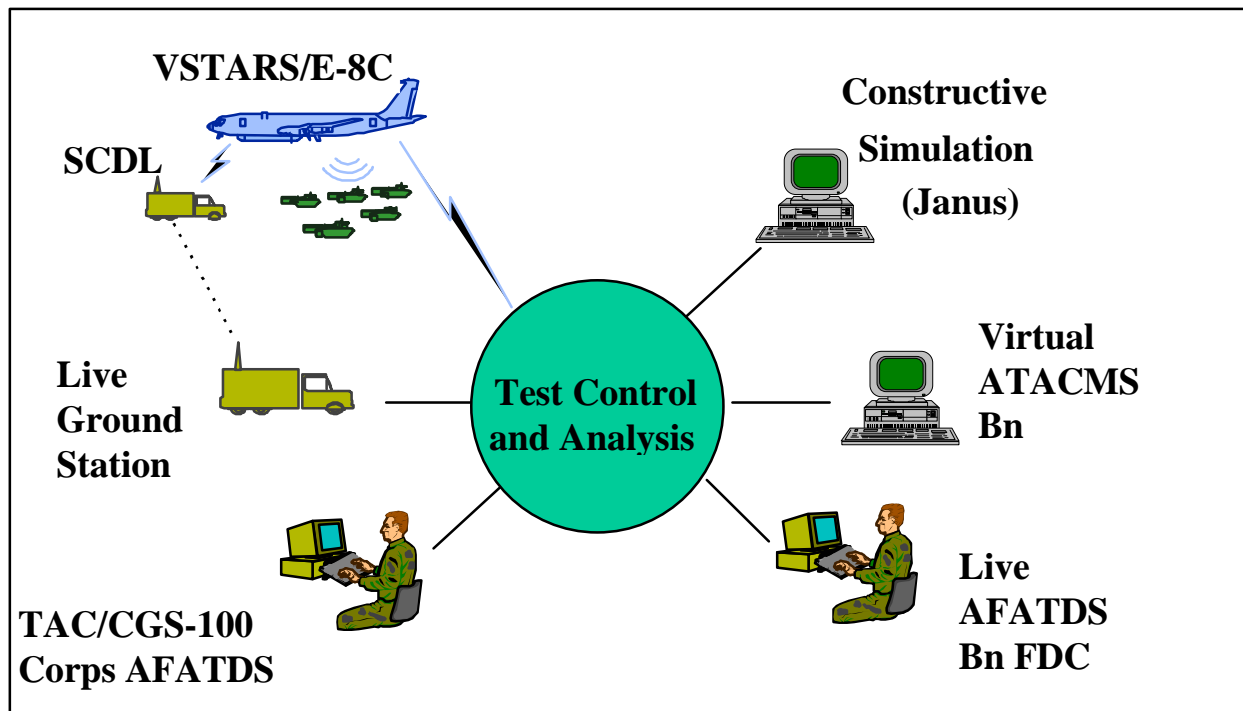 VSTARS/E-8C
SCDL
Constructive
Simulation
(Janus)
Live
Ground
Station
Test Control
and Analysis
Virtual
ATACMS
Bn
TAC/CGS-100
Corps AFATDS
Live
AFATDS
Bn FDC